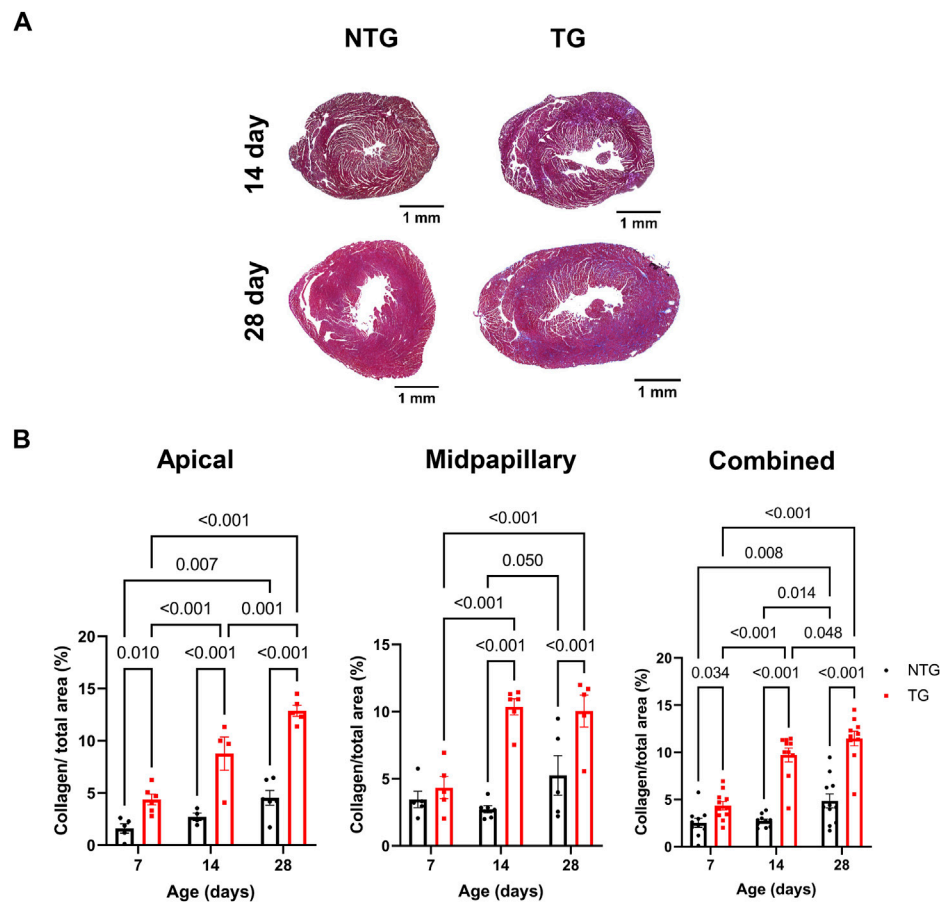 A
NTG TG
14 day
1 mm 1 mm
28 day
1 mm 1 mm
B
Apical Midpapillary Combined
<0.001
0.007
<0.001 0.001
0.010 <0.001 <0.001
Collagen/ total area (%)
20
15
10
5
0
7 14 28
Age (days)
<0.001
0.050
<0.001
<0.001 <0.001
Collagen/total area (%)
15
10
5
0
7 14 28
Age (days)
<0.001
0.008
0.014
<0.001 0.048
0.034 <0.001 <0.001
Collagen/total area (%)
20
15
10
5
0
7 14 28
Age (days)
NTG
TG